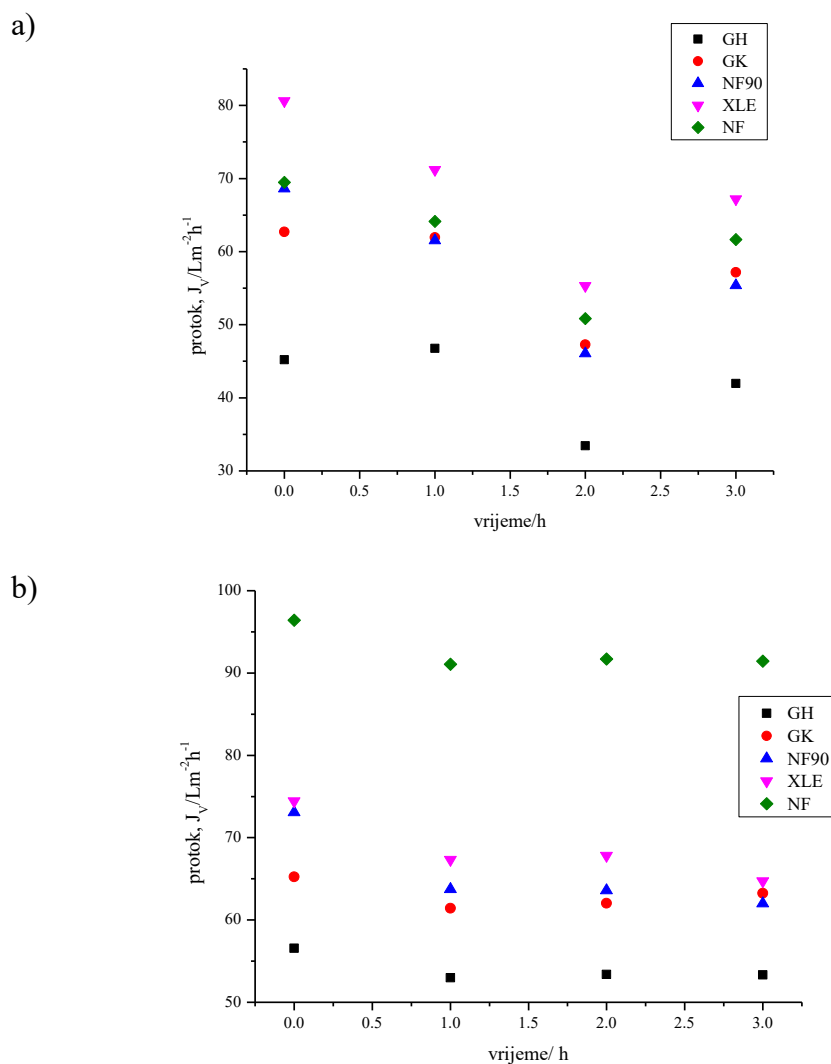 a)
GH
GK
NF90
XLE
NF
80
70
60
50
40
30
protok, J_V/Lm⁻²h⁻¹
0.0 0.5 1.0 1.5 2.0 2.5 3.0
vrijeme/h
b)
100
90
80
70
60
50
protok, J_V/Lm⁻²h⁻¹
GH
GK
NF90
XLE
NF
0.0 0.5 1.0 1.5 2.0 2.5 3.0
vrijeme/ h